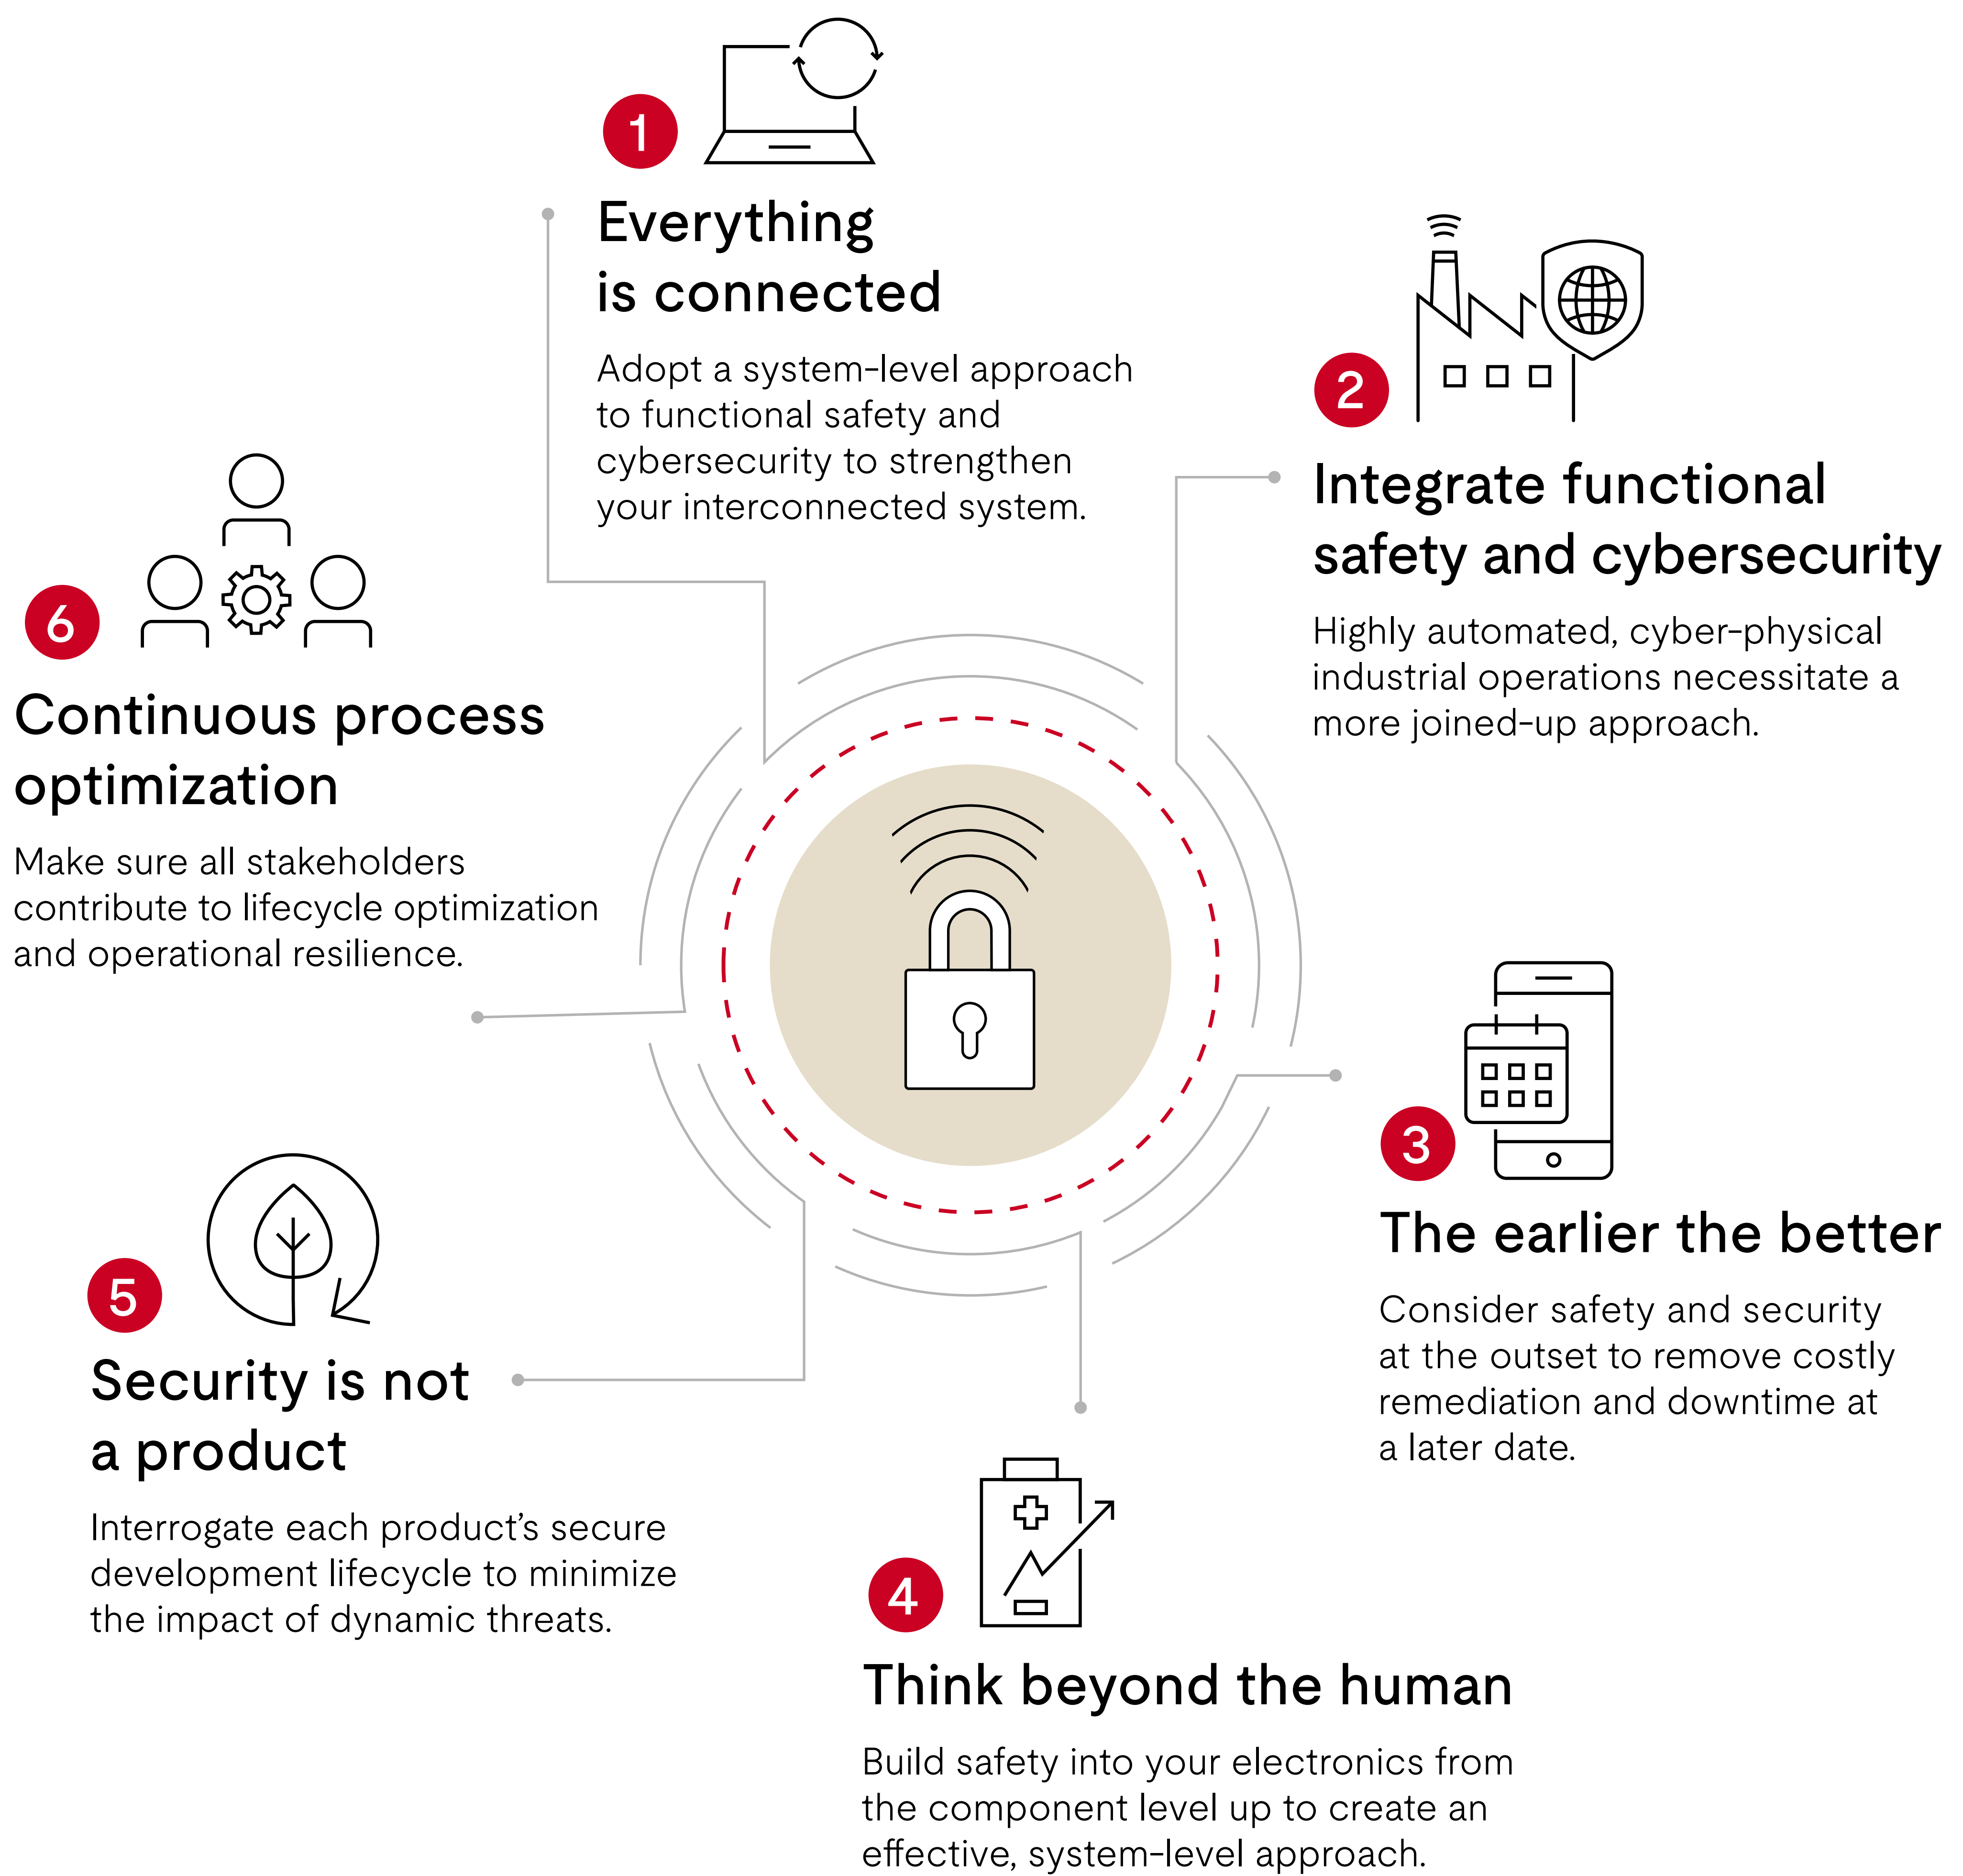 1
Everything
is connected
Adopt a system-level approach
to functional safety and
cybersecurity to strengthen
your interconnected system.
2
Integrate functional
safety and cybersecurity
Highly automated, cyber-physical
industrial operations necessitate a
more joined-up approach.
3
The earlier the better
Consider safety and security
at the outset to remove costly
remediation and downtime at
a later date.
4
Think beyond the human
Build safety into your electronics from
the component level up to create an
effective, system-level approach.
5
Security is not
a product
Interrogate each product’s secure
development lifecycle to minimize
the impact of dynamic threats.
6
Continuous process
optimization
Make sure all stakeholders
contribute to lifecycle optimization
and operational resilience.